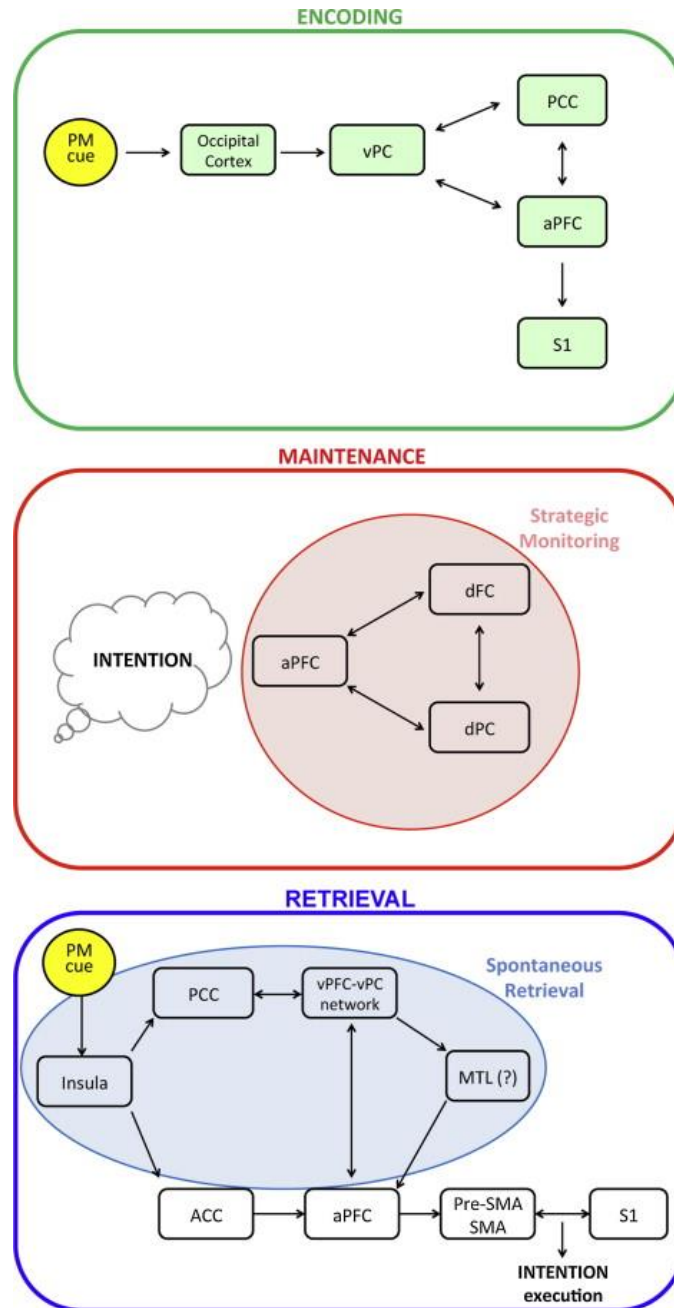 ENCODING
PM
cue
Occipital
Cortex
vPC
PCC
aPFC
S1
MAINTENANCE
Strategic
Monitoring
INTENTION
aPFC
dFC
dPC
RETRIEVAL
PM
cue
Spontaneous
Retrieval
PCC
vPFC-vPC
network
Insula
MTL (?)
ACC
aPFC
Pre-SMA
SMA
S1
INTENTION
execution